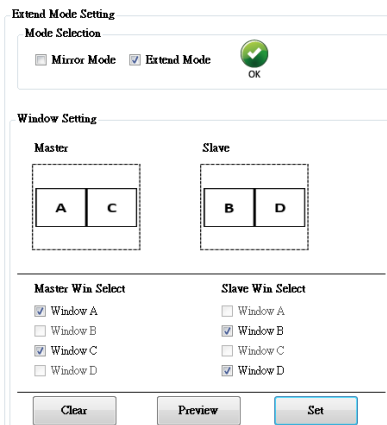 Extend Mode Setting
Mode Selection
Mirror Mode Extend Mode
OK
Window Setting
Master Slave
A C B D
Master Win Select Slave Win Select
Window A Window A
Window B Window B
Window C Window C
Window D Window D
Clear Preview Set